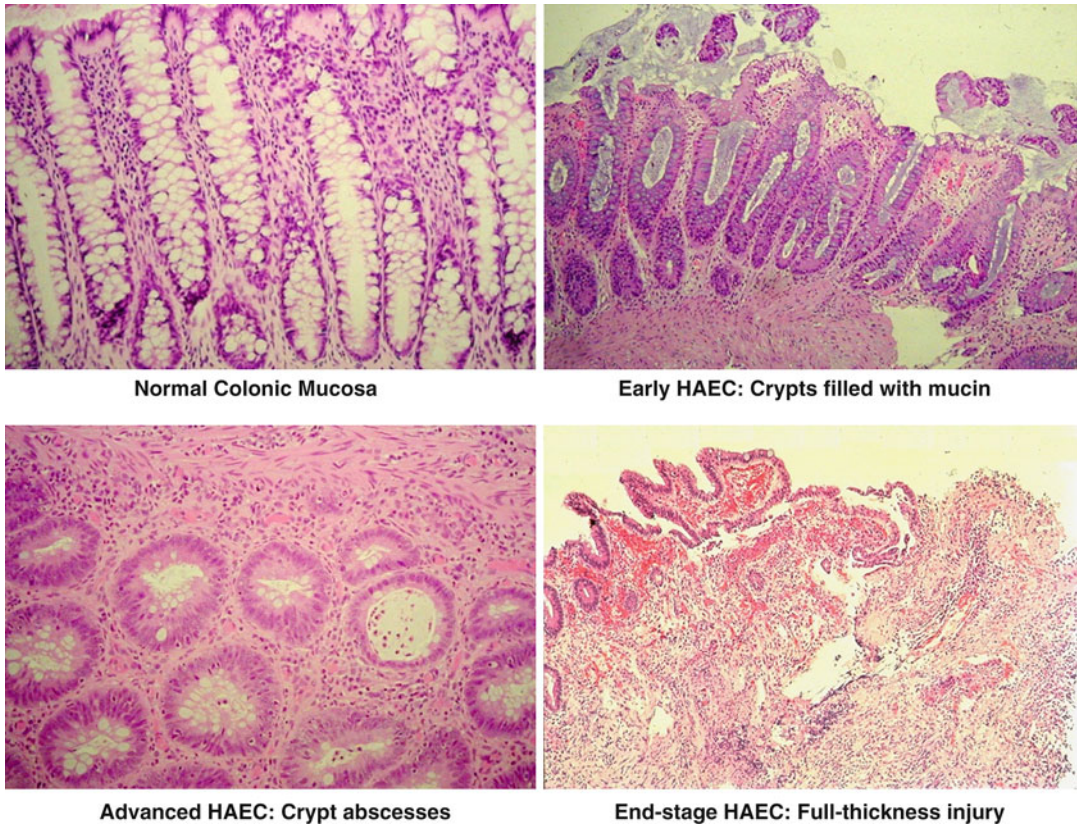 Normal Colonic Mucosa
Early HAEC: Crypts filled with mucin
Advanced HAEC: Crypt abscesses
End-stage HAEC: Full-thickness injury